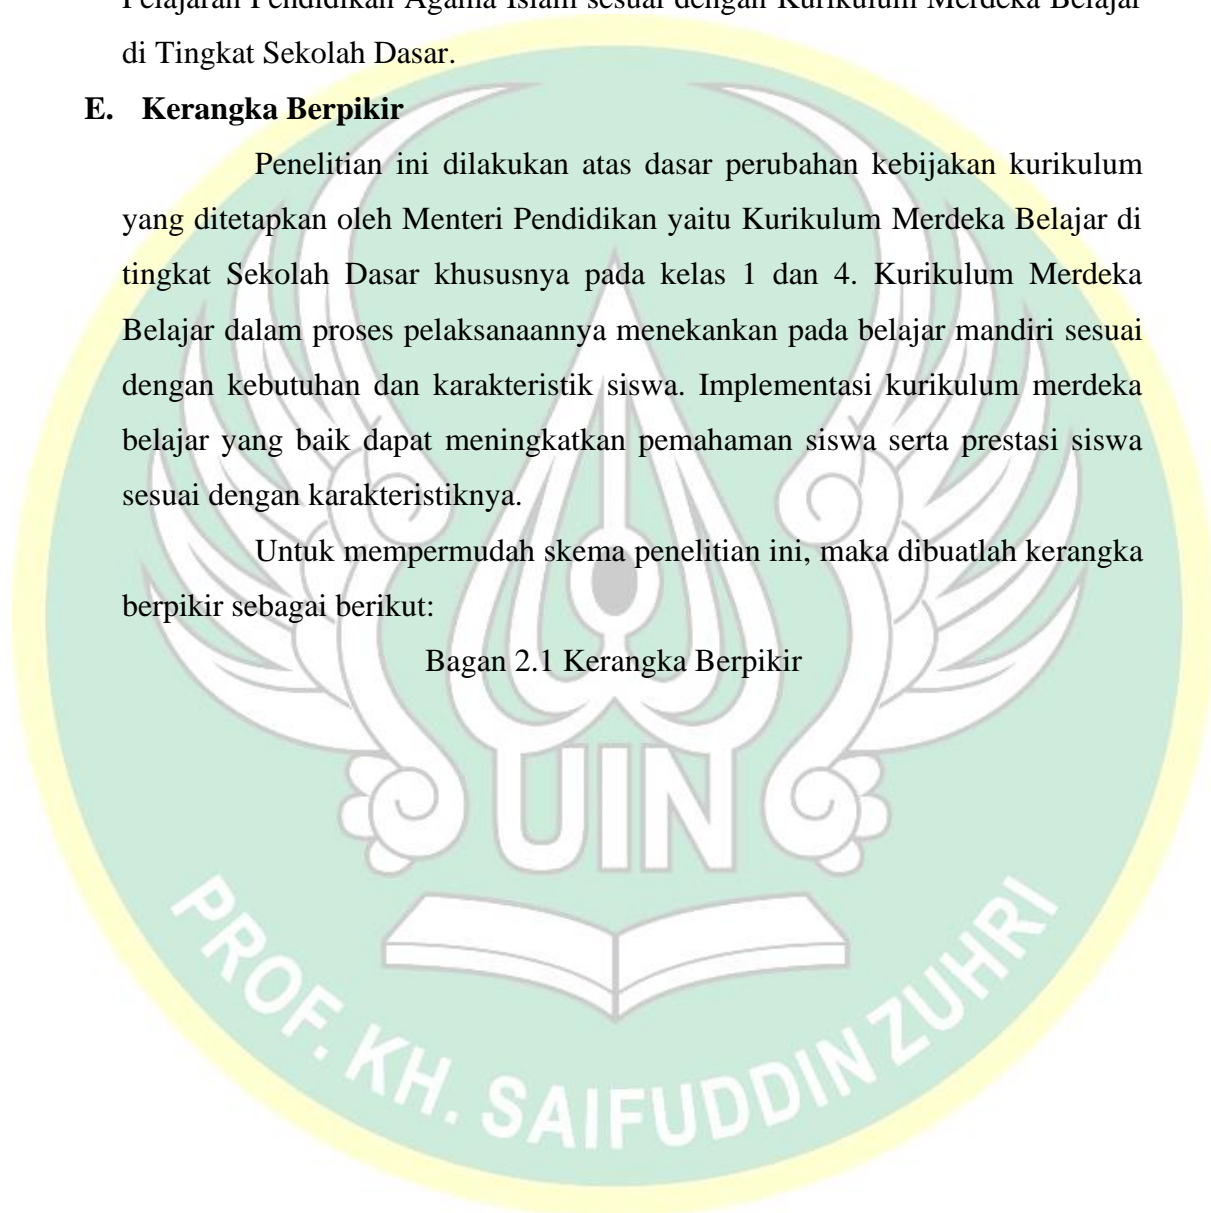 Pelajaran Pendidikan Agama Islam sesuai dengan Kurikulum Merdeka Belajar
di Tingkat Sekolah Dasar.
E. Kerangka Berpikir
Penelitian ini dilakukan atas dasar perubahan kebijakan kurikulum
yang ditetapkan oleh Menteri Pendidikan yaitu Kurikulum Merdeka Belajar di
tingkat Sekolah Dasar khususnya pada kelas 1 dan 4. Kurikulum Merdeka
Belajar dalam proses pelaksanaannya menekankan pada belajar mandiri sesuai
dengan kebutuhan dan karakteristik siswa. Implementasi kurikulum merdeka
belajar yang baik dapat meningkatkan pemahaman siswa serta prestasi siswa
sesuai dengan karakteristiknya.
Untuk mempermudah skema penelitian ini, maka dibuatlah kerangka
berpikir sebagai berikut:
Bagan 2.1 Kerangka Berpikir
UIN
PROF. KH. SAIFUDDIN ZUHRI